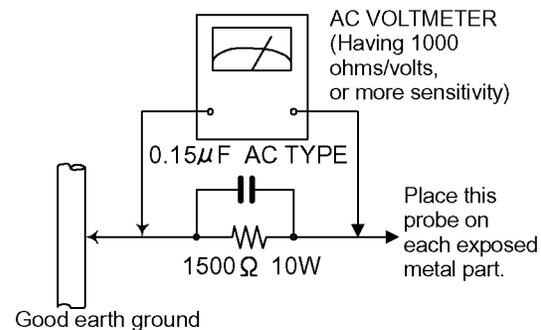 AC VOLTMETER
(Having 1000
ohms/volts,
or more sensitivity)
0.15μF AC TYPE
Place this
probe on
each exposed
metal part.
1500Ω 10W
Good earth ground